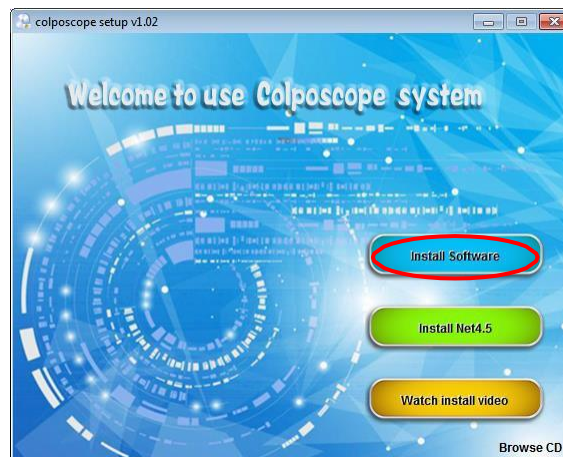 colposcope setup v1.02
Welcome to use Colposcope system
Install Software
Install Net4.5
Watch install video
Browse CD